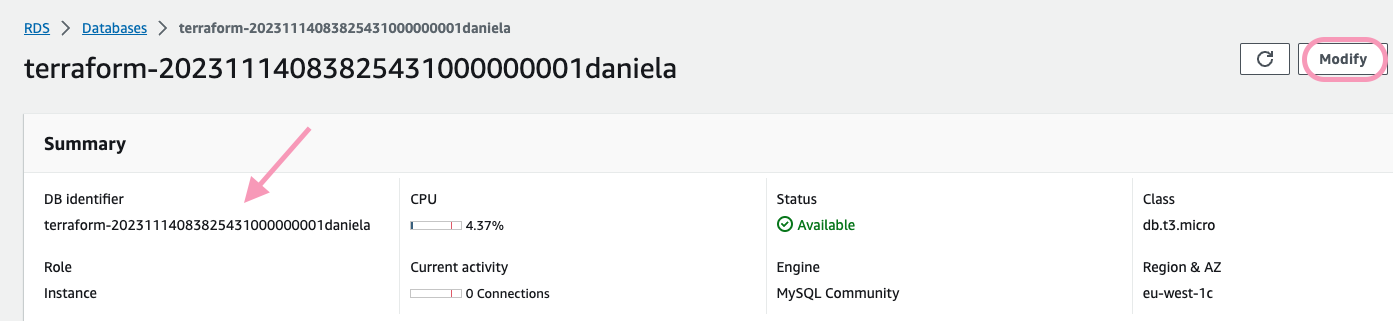 RDS > Databases > terraform-20231114083825431000000001daniela
terraform-20231114083825431000000001daniela
Modify
Summary
DB identifier
terraform-20231114083825431000000001daniela
CPU
4.37%
Status
Available
Class
db.t3.micro
Role
Instance
Current activity
0 Connections
Engine
MySQL Community
Region & AZ
eu-west-1c